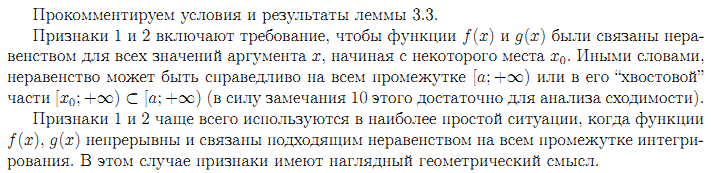 Прокомментируем условия и результаты леммы 3.3.
Признаки 1 и 2 включают требование, чтобы функции f(x) и g(x) были связаны нера-
венством для всех значений аргумента x, начиная с некоторого места x₀. Иными словами,
неравенство может быть справедливо на всем промежутке [a; +∞) или в его “хвостовой”
части [x₀; +∞) ⊂ [a; +∞) (в силу замечания 10 этого достаточно для анализа сходимости).
Признаки 1 и 2 чаще всего используются в наиболее простой ситуации, когда функции
f(x), g(x) непрерывны и связаны подходящим неравенством на всем промежутке интегри-
рования. В этом случае признаки имеют наглядный геометрический смысл.